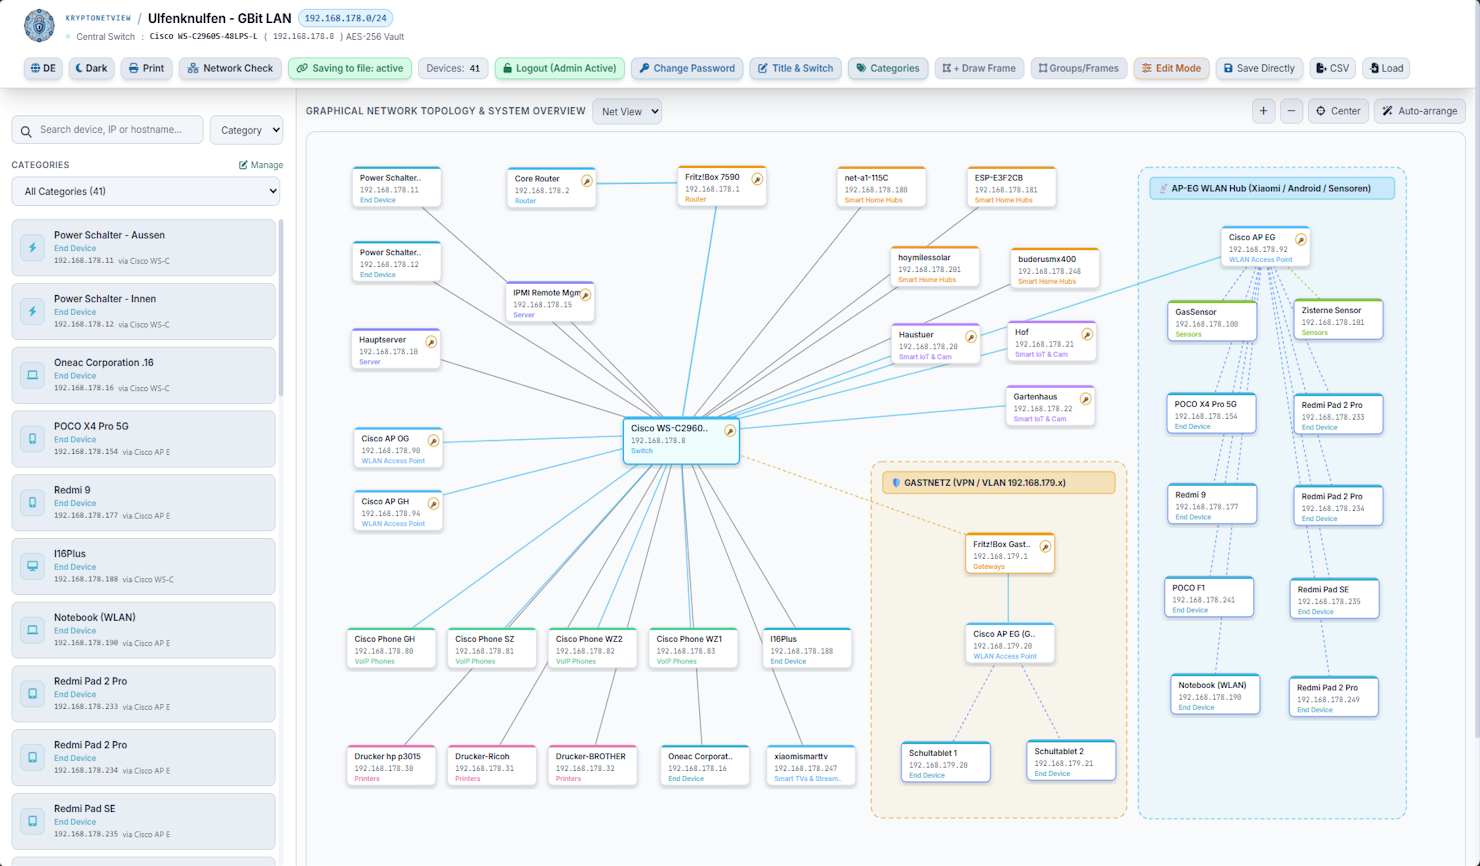 KRYPTONETVIEW / Ulfenknulfen - GBit LAN 192.168.178.0/24
Central Switch : Cisco WS-C2960S-48LPS-L ( 192.168.178.8 ) AES-256 Vault
DE Dark Print Network Check Saving to file: active Devices: 41 Logout (Admin Active) Change Password Title & Switch Categories + Draw Frame Groups/Frames Edit Mode Save Directly CSV Load
Search device, IP or hostname... Category
CATEGORIES Manage
All Categories (41)
Power Schalter - Aussen
End Device
192.168.178.11 via Cisco WS-C
Power Schalter - Innen
End Device
192.168.178.12 via Cisco WS-C
Oneac Corporation .16
End Device
192.168.178.16 via Cisco WS-C
POCO X4 Pro 5G
End Device
192.168.178.154 via Cisco AP E
Redmi 9
End Device
192.168.178.177 via Cisco AP E
I16Plus
End Device
192.168.178.188 via Cisco WS-C
Notebook (WLAN)
End Device
192.168.178.190 via Cisco AP E
Redmi Pad 2 Pro
End Device
192.168.178.233 via Cisco AP E
Redmi Pad 2 Pro
End Device
192.168.178.234 via Cisco AP E
Redmi Pad SE
End Device
192.168.178.235 via Cisco AP E
GRAPHICAL NETWORK TOPOLOGY & SYSTEM OVERVIEW Net View
+ − Center Auto-arrange
Power Schalter..
192.168.178.11
End Device
Core Router
192.168.178.2
Router
Fritz!Box 7590
192.168.178.1
Router
net-a1-115C
192.168.178.180
Smart Home Hubs
ESP-E3F2CB
192.168.178.181
Smart Home Hubs
Power Schalter..
192.168.178.12
End Device
IPMI Remote Mgm
192.168.178.15
Server
hoymilessolar
192.168.178.201
Smart Home Hubs
buderusmx400
192.168.178.248
Smart Home Hubs
Hauptserver
192.168.178.10
Server
Haustuer
192.168.178.20
Smart IoT & Cam
Hof
192.168.178.21
Smart IoT & Cam
Gartenhaus
192.168.178.22
Smart IoT & Cam
Cisco WS-C2960..
192.168.178.8
Switch
Cisco AP OG
192.168.178.90
WLAN Access Point
Cisco AP GH
192.168.178.94
WLAN Access Point
Cisco Phone GH
192.168.178.80
VoIP Phones
Cisco Phone SZ
192.168.178.81
VoIP Phones
Cisco Phone WZ2
192.168.178.82
VoIP Phones
Cisco Phone WZ1
192.168.178.83
VoIP Phones
I16Plus
192.168.178.188
End Device
Drucker hp p3015
192.168.178.30
Printers
Drucker-Ricoh
192.168.178.31
Printers
Drucker-BROTHER
192.168.178.32
Printers
Oneac Corporat..
192.168.178.16
End Device
xiaomismarttv
192.168.178.247
Smart TVs & Stream..
GASTNETZ (VPN / VLAN 192.168.179.x)
Fritz!Box Gast..
192.168.179.1
Gateways
Cisco AP EG (G..
192.168.179.20
WLAN Access Point
Schultablet 1
192.168.179.20
End Device
Schultablet 2
192.168.179.21
End Device
AP-EG WLAN Hub (Xiaomi / Android / Sensoren)
Cisco AP EG
192.168.178.92
WLAN Access Point
GasSensor
192.168.178.100
Sensors
Zisterne Sensor
192.168.178.101
Sensors
POCO X4 Pro 5G
192.168.178.154
End Device
Redmi Pad 2 Pro
192.168.178.233
End Device
Redmi 9
192.168.178.177
End Device
Redmi Pad 2 Pro
192.168.178.234
End Device
POCO F1
192.168.178.241
End Device
Redmi Pad SE
192.168.178.235
End Device
Notebook (WLAN)
192.168.178.190
End Device
Redmi Pad 2 Pro
192.168.178.249
End Device